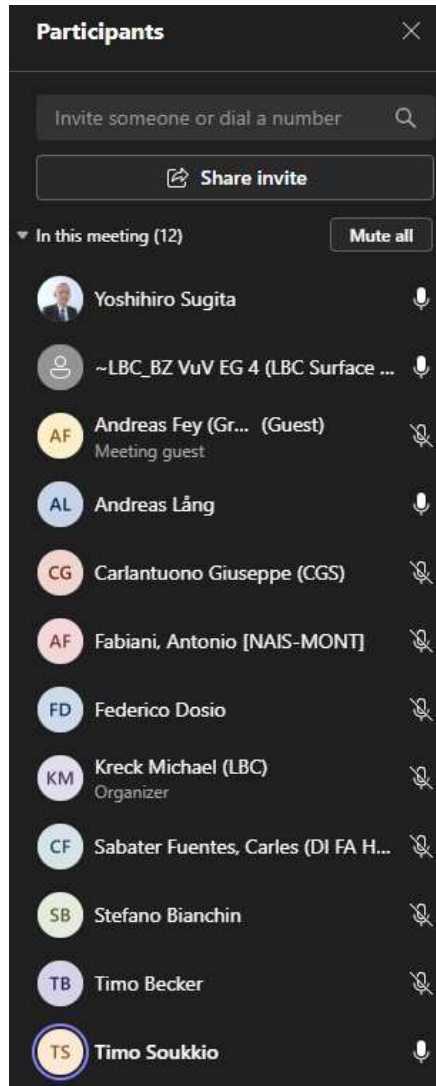 Participants
Invite someone or dial a number
Share invite
In this meeting (12)
Mute all
Yoshihiro Sugita
~LBC_BZ VuV EG 4 (LBC Surface ...
AF
Andreas Fey (Gr... (Guest)
Meeting guest
AL
Andreas Lång
CG
Carlantuono Giuseppe (CGS)
AF
Fabiani, Antonio [NAIS-MONT]
FD
Federico Dosio
KM
Kreck Michael (LBC)
Organizer
CF
Sabater Fuentes, Carles (DI FA H...
SB
Stefano Bianchin
TB
Timo Becker
TS
Timo Soukkio